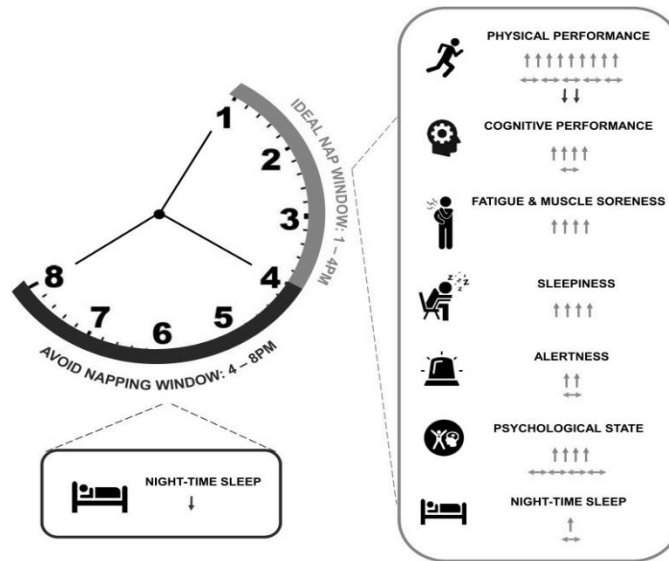 1
2
3
4
5
6
7
8
IDEAL NAP WINDOW: 1 – 4PM
AVOID NAPPING WINDOW: 4 – 8PM
NIGHT-TIME SLEEP
↓
PHYSICAL PERFORMANCE
↑↑↑↑↑↑↑↑↑
↔↔↔↔↔
↓↓
COGNITIVE PERFORMANCE
↑↑↑↑
↔
FATIGUE & MUSCLE SORENESS
↑↑↑↑
z z z
SLEEPINESS
↑↑↑↑
ALERTNESS
↑↑
↔
PSYCHOLOGICAL STATE
↑↑↑↑
↔↔↔↔
NIGHT-TIME SLEEP
↑
↔